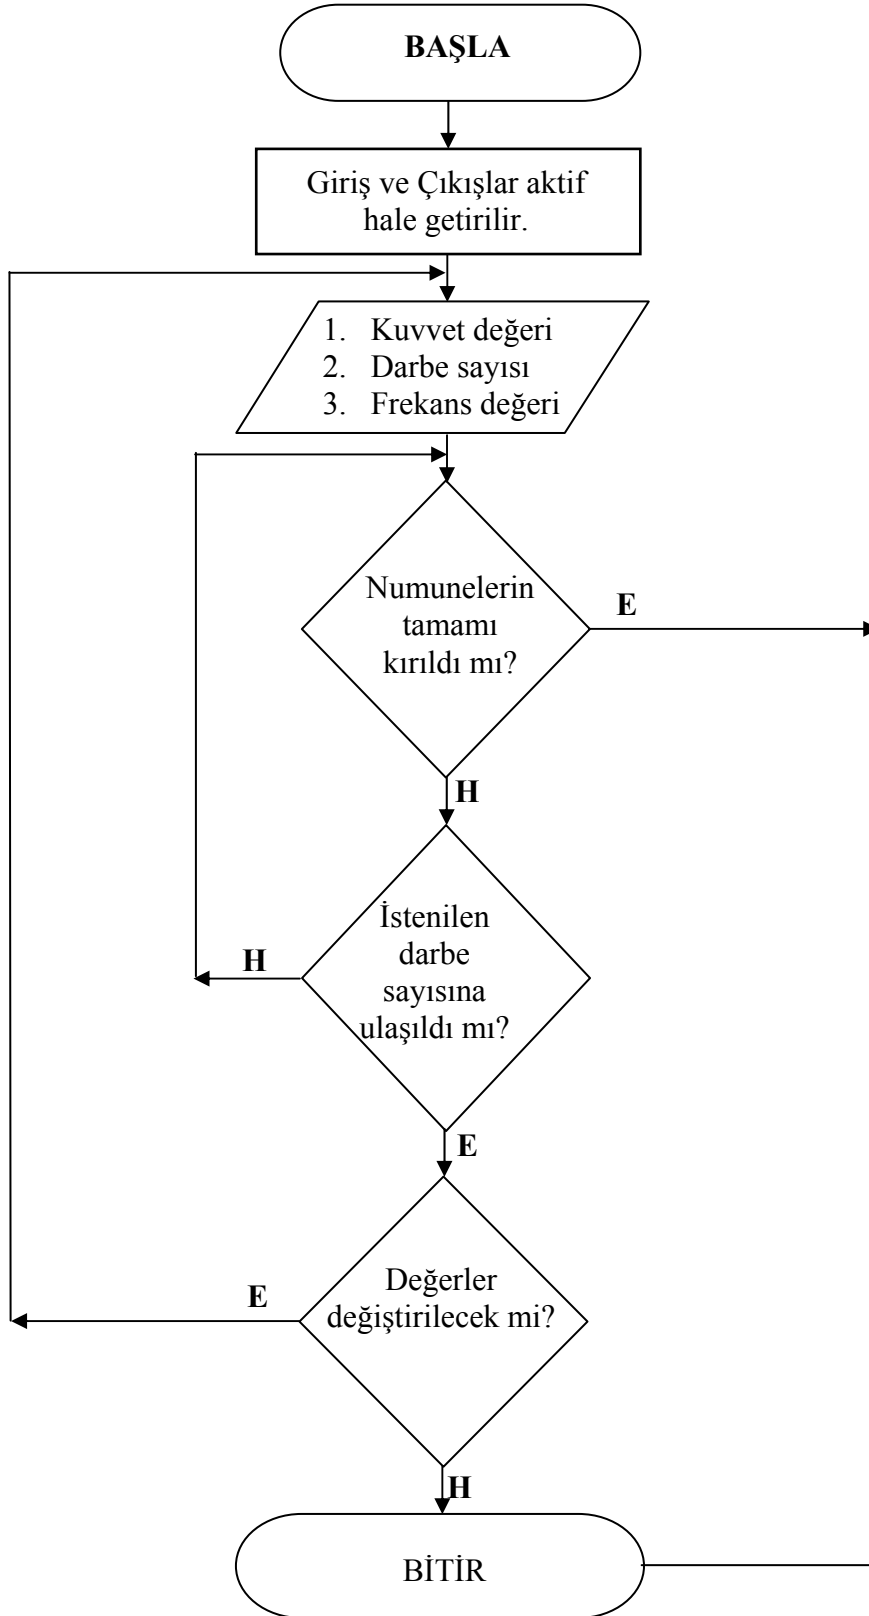 BAŞLA
Giriş ve Çıkışlar aktif
hale getirilir.
1. Kuvvet değeri
2. Darbe sayısı
3. Frekans değeri
Numunelerin
tamamı
kırıldı mı?
E
H
İstenilen
darbe
sayısına
ulaşıldı mı?
H
E
Değerler
değiştirilecek mi?
E
H
BİTİR